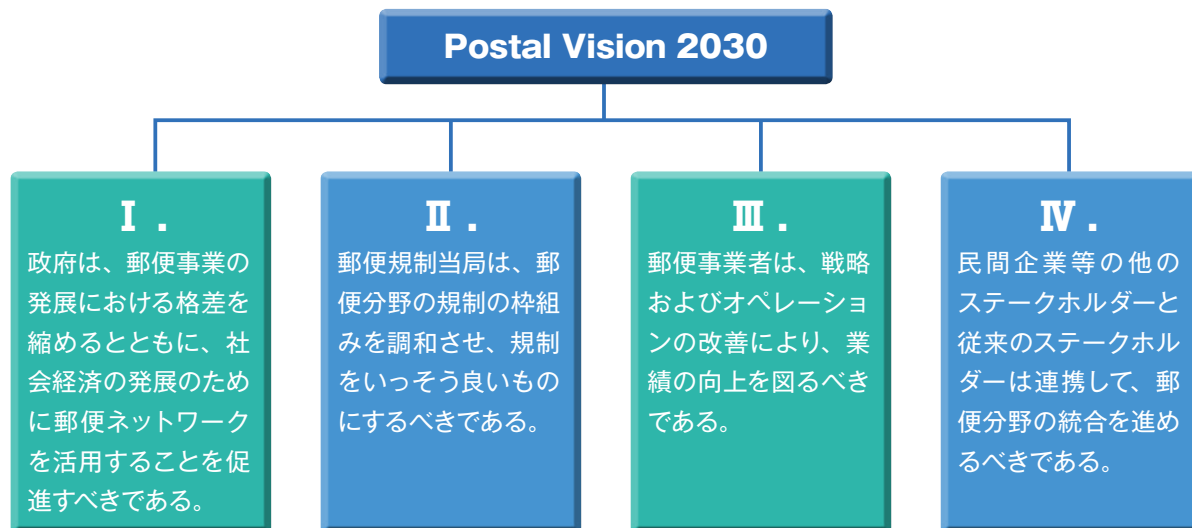 Postal Vision 2030
Ⅰ．
政府は、郵便事業の
発展における格差を
縮めるとともに、社
会経済の発展のため
に郵便ネットワーク
を活用することを促
進すべきである。
Ⅱ．
郵便規制当局は、郵
便分野の規制の枠組
みを調和させ、規制
をいっそう良いもの
にするべきである。
Ⅲ．
郵便事業者は、戦略
およびオペレーショ
ンの改善により、業
績の向上を図るべき
である。
Ⅳ．
民間企業等の他の
ステークホルダーと
従来のステークホル
ダーは連携して、郵
便分野の統合を進め
るべきである。